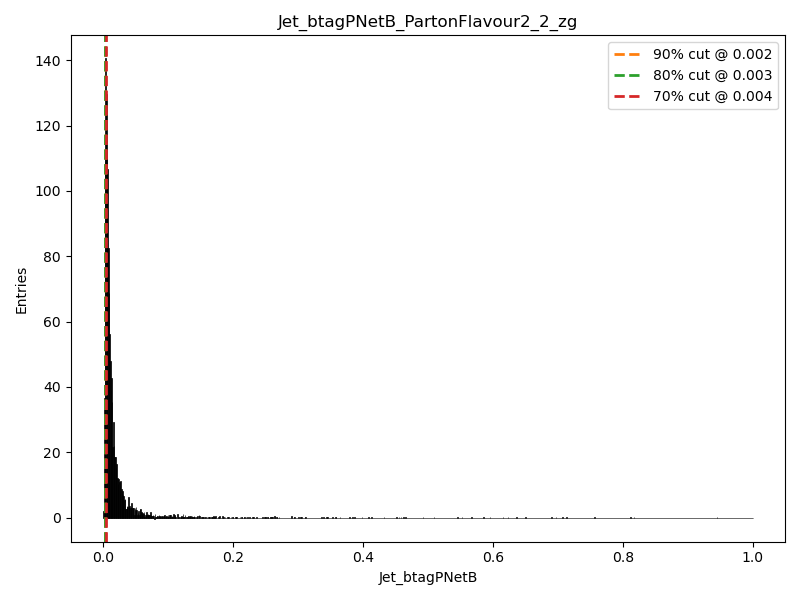 Jet_btagPNetB_PartonFlavour2_2_zg
90% cut @ 0.002
80% cut @ 0.003
70% cut @ 0.004
140
120
100
80
60
40
20
0
Entries
0.0 0.2 0.4 0.6 0.8 1.0
Jet_btagPNetB